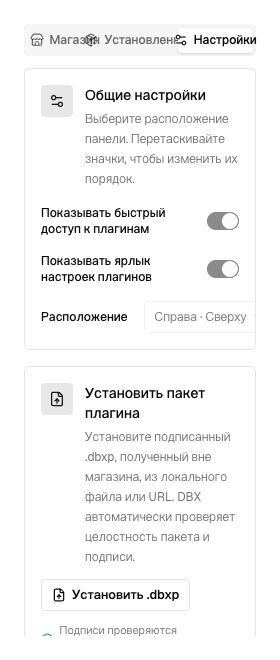 Магазин Установленные Настройки
Общие настройки
Выберите расположение
панели. Перетаскивайте
значки, чтобы изменить их
порядок.
Показывать быстрый
доступ к плагинам
Показывать ярлык
настроек плагинов
Расположение Справа · Сверху
Установить пакет
плагина
Установите подписанный
.dbxp, полученный вне
магазина, из локального
файла или URL. DBX
автоматически проверяет
целостность пакета и
подписи.
Установить .dbxp
Подписи проверяются